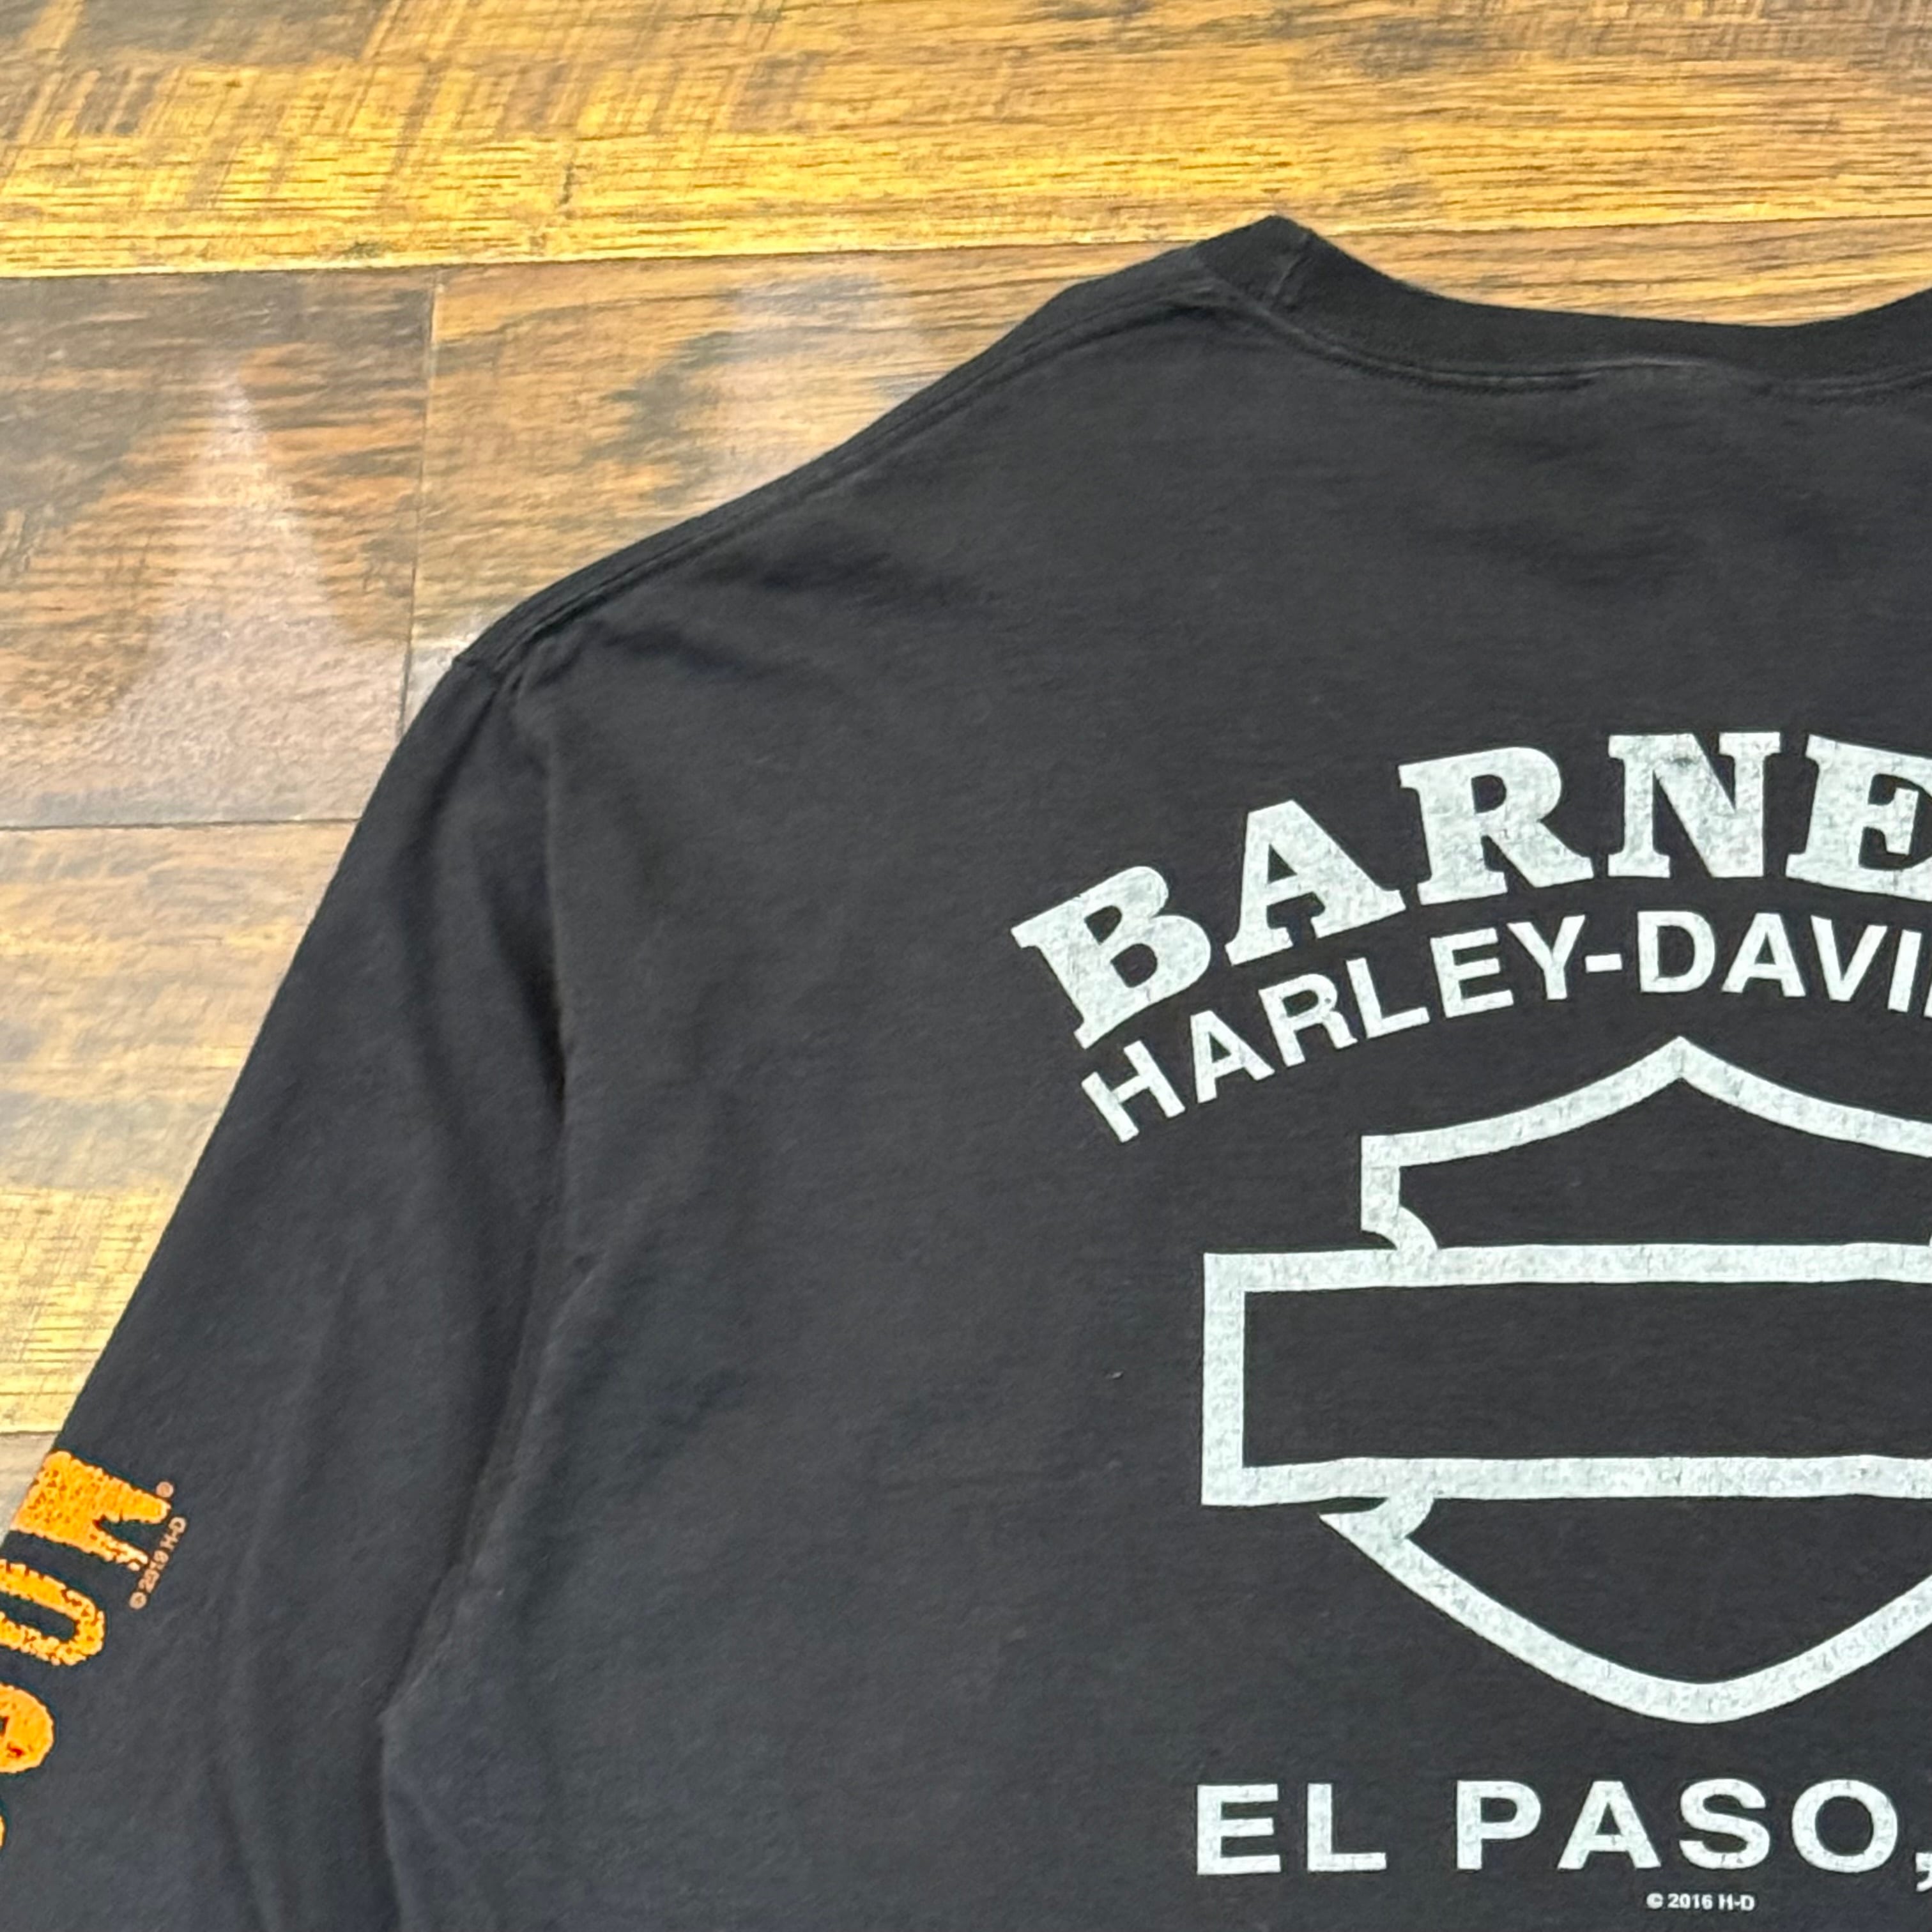 BARNE
HARLEY-DAVI
EL PASO,
© 2016 H-D
® 
© 2019 H-D